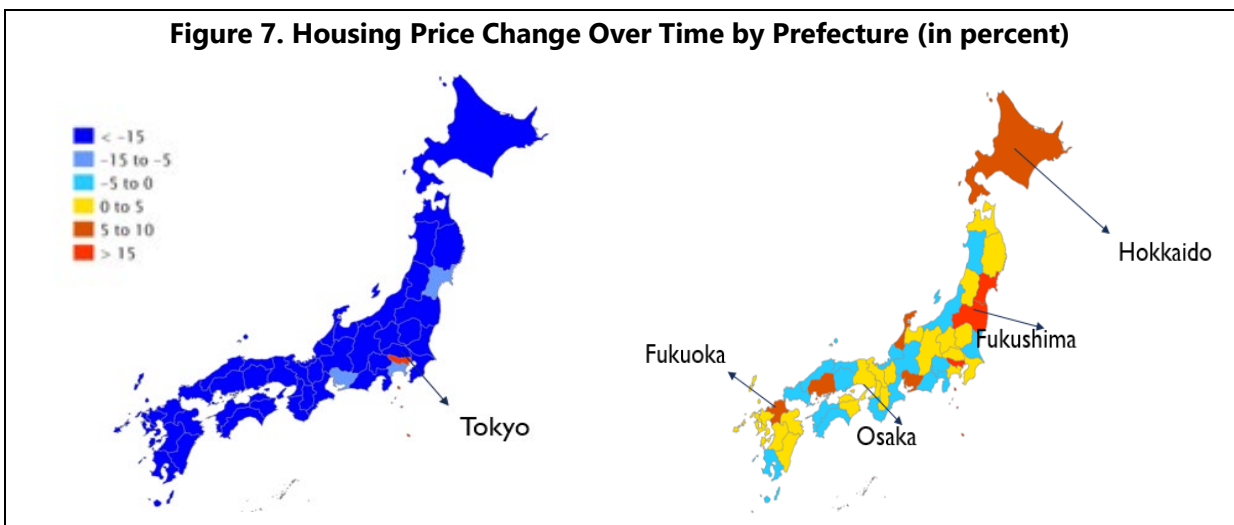 Figure 7. Housing Price Change Over Time by Prefecture (in percent)
< -15
-15 to -5
-5 to 0
0 to 5
5 to 10
> 15
Tokyo
Hokkaido
Fukushima
Fukuoka
Osaka